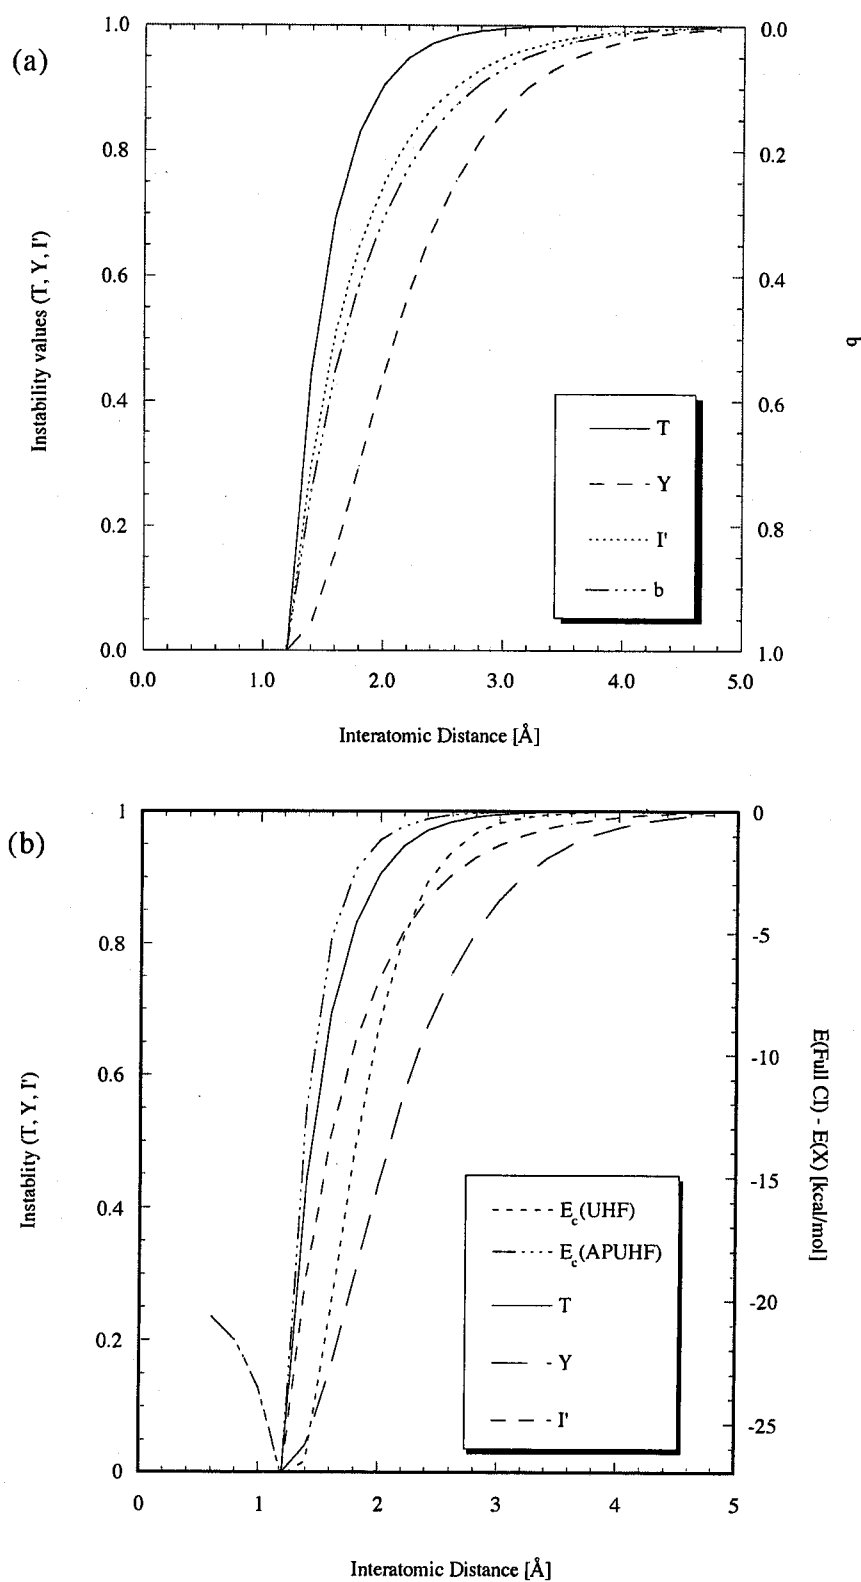 (a)
1.0
0.8
0.6
0.4
0.2
0.0
Instability values (T, Y, I')
0.0
0.2
0.4
0.6
0.8
1.0
b
T
Y
I'
b
0.0 1.0 2.0 3.0 4.0 5.0
Interatomic Distance [Å]
(b)
1
0.8
0.6
0.4
0.2
0
Instablity (T, Y, I')
0
-5
-10
-15
-20
-25
E(Full CI) - E(X) [kcal/mol]
E_c(UHF)
E_c(APUHF)
T
Y
I'
0 1 2 3 4 5
Interatomic Distance [Å]